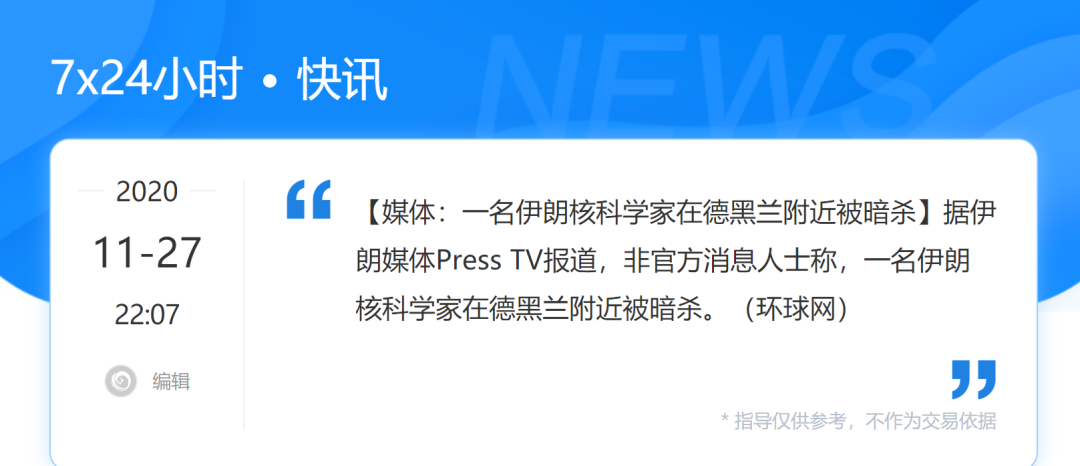 NEWS
7x24小时 • 快讯
2020
11-27
22:07
编辑
“
【媒体：一名伊朗核科学家在德黑兰附近被暗杀】据伊
朗媒体Press TV报道，非官方消息人士称，一名伊朗
核科学家在德黑兰附近被暗杀。（环球网）
”
* 指导仅供参考，不作为交易依据